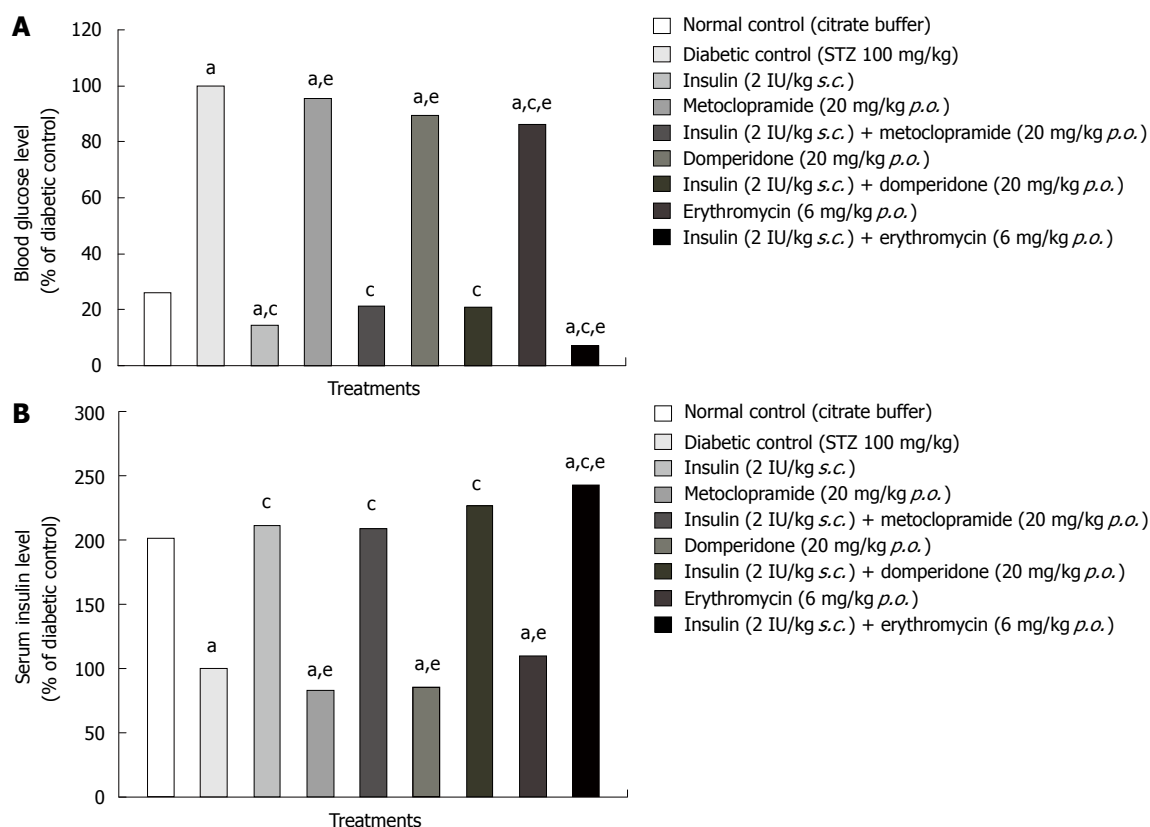 A
Blood glucose level
(% of diabetic control)
120
100
80
60
40
20
0
a
a,c
a,e
c
a,e
c
a,c,e
a,c,e
Treatments
Normal control (citrate buffer)
Diabetic control (STZ 100 mg/kg)
Insulin (2 IU/kg s.c.)
Metoclopramide (20 mg/kg p.o.)
Insulin (2 IU/kg s.c.) + metoclopramide (20 mg/kg p.o.)
Domperidone (20 mg/kg p.o.)
Insulin (2 IU/kg s.c.) + domperidone (20 mg/kg p.o.)
Erythromycin (6 mg/kg p.o.)
Insulin (2 IU/kg s.c.) + erythromycin (6 mg/kg p.o.)
B
Serum insulin level
(% of diabetic control)
300
250
200
150
100
50
0
a
c
a,e
c
a,e
c
a,e
a,c,e
Treatments
Normal control (citrate buffer)
Diabetic control (STZ 100 mg/kg)
Insulin (2 IU/kg s.c.)
Metoclopramide (20 mg/kg p.o.)
Insulin (2 IU/kg s.c.) + metoclopramide (20 mg/kg p.o.)
Domperidone (20 mg/kg p.o.)
Insulin (2 IU/kg s.c.) + domperidone (20 mg/kg p.o.)
Erythromycin (6 mg/kg p.o.)
Insulin (2 IU/kg s.c.) + erythromycin (6 mg/kg p.o.)